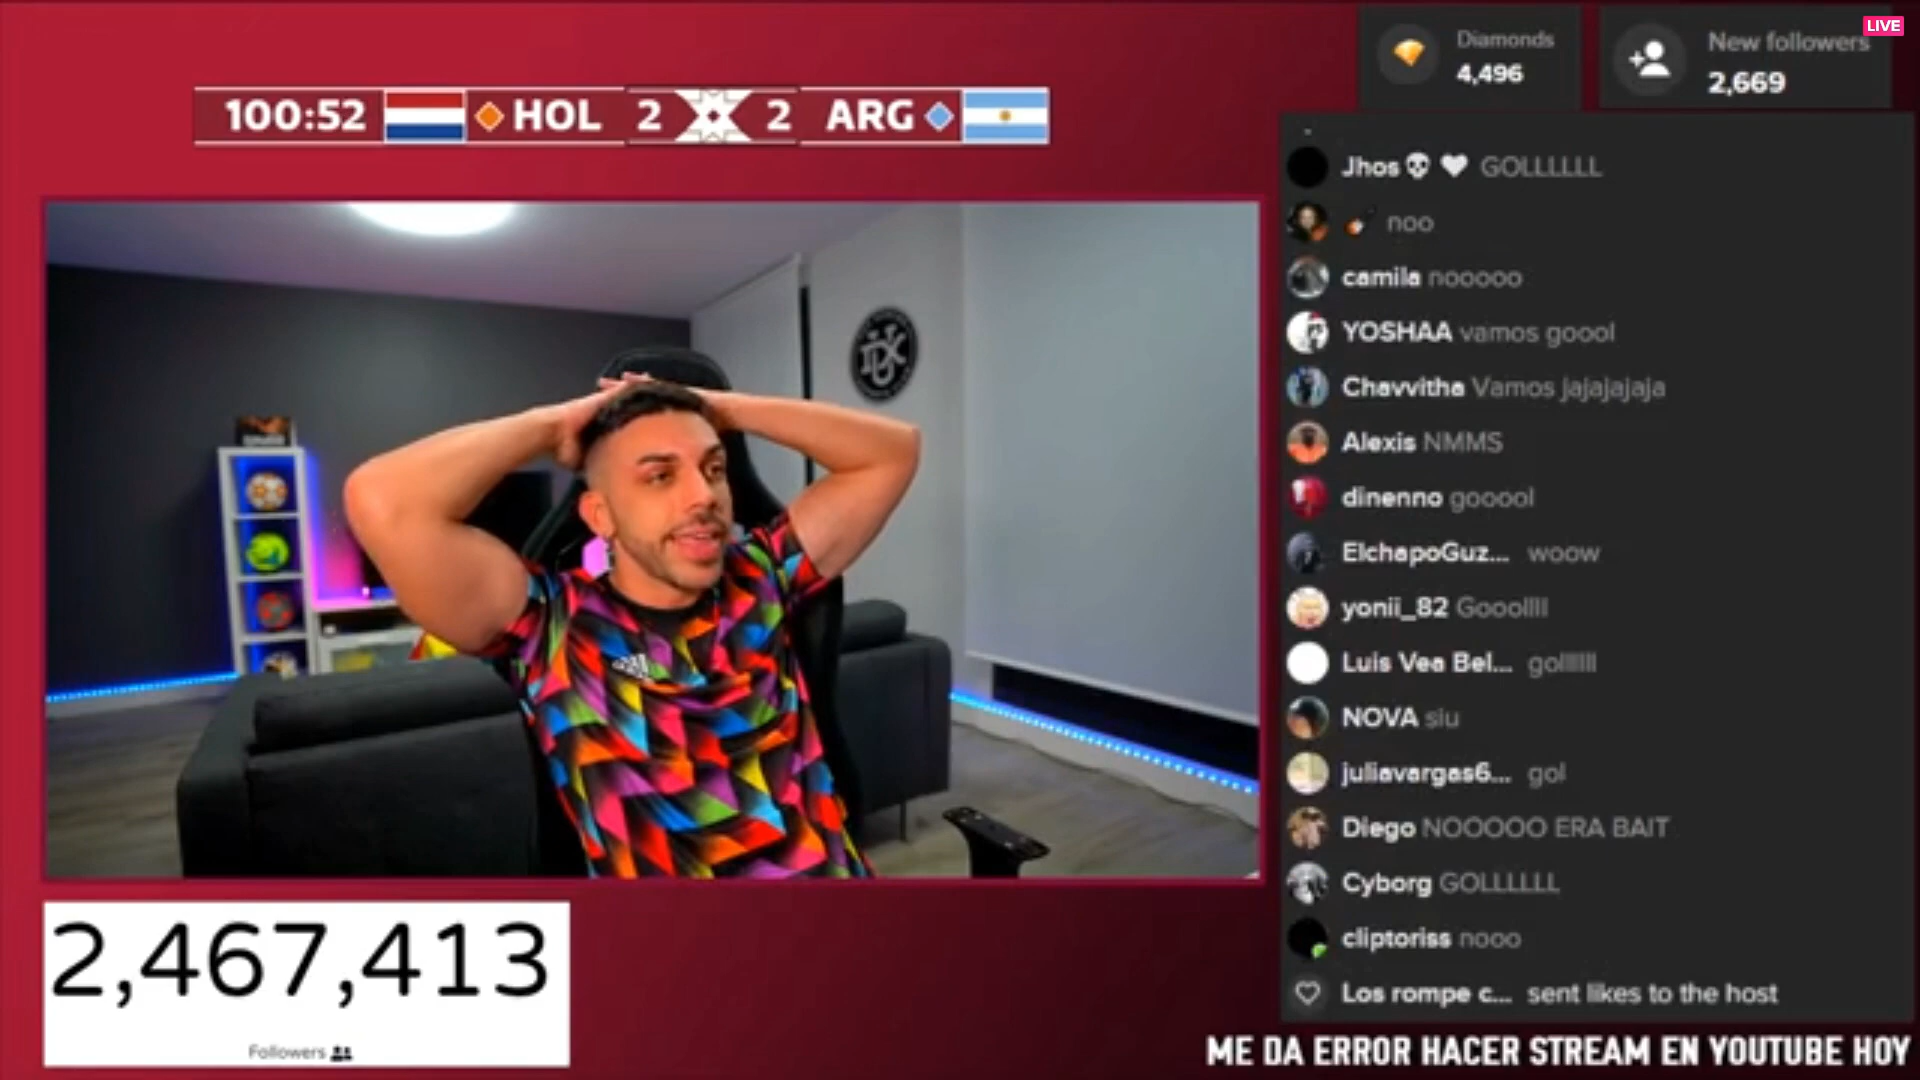 LIVE
Diamonds
4,496
New followers
2,669
100:52 HOL 2 2 ARG
Jhos GOLLLLLL
noo
camila nooooo
YOSHAA vamos goool
Chavvitha Vamos jajajajaja
Alexis NMMS
dinenno gooool
ElchapoGuz... woow
yonii_82 Gooollll
Luis Vea Bel... gollllll
NOVA siu
juliavargas6... gol
Diego NOOOOO ERA BAIT
Cyborg GOLLLLLL
cliptoriss nooo
Los rompe c... sent likes to the host
2,467,413
Followers
ME DA ERROR HACER STREAM EN YOUTUBE HOY